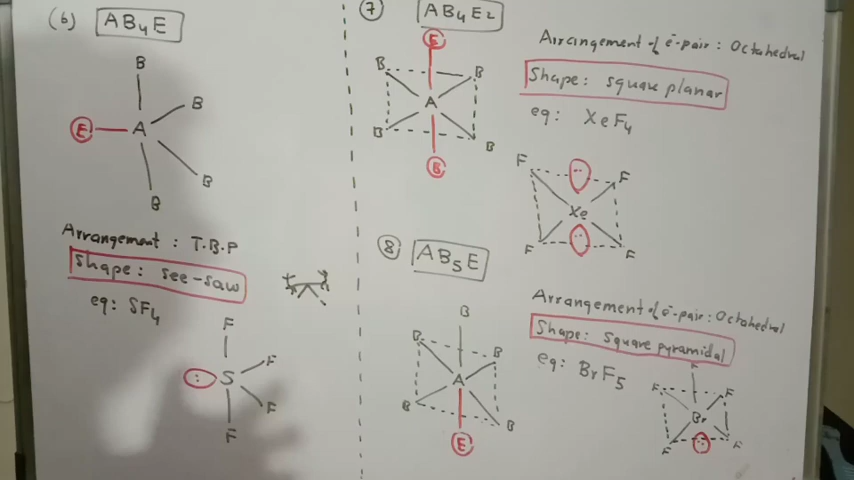 (6) AB4E
B
B
E A
B
B
Arrangement : T.B.P
Shape: see-saw
eg: SF4
F
F
: S
F
F
7 AB4E2
E
B B
A
B B
B
Arrangement of e-pair: Octahedral
Shape: square planar
eg: XeF4
F F
Xe
F F
8 AB5E
B
B B
A
B B
E
Arrangement of e-pair: Octahedral
Shape: square pyramidal
eg: BrF5
F
F F
Br
F F